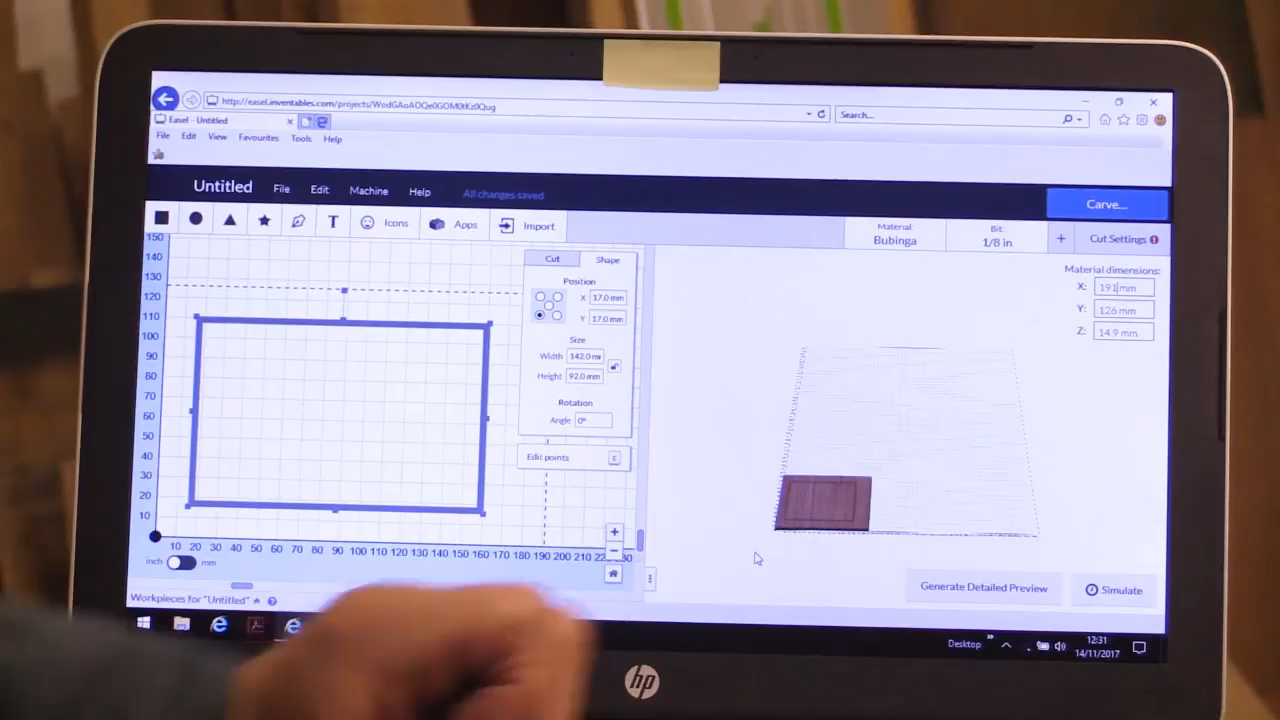 http://easel.inventables.com/projects/
Search...
Easel - Untitled
File Edit View Favourites Tools Help
Untitled File Edit Machine Help All changes saved Carve...
T Icons Apps Import
Material: Bubinga
Bit: 1/8 in
+ Cut Settings
Cut Shape
Position
X 17.0 mm
Y 17.0 mm
Size
Width 142.0 m
Height 92.0 mm
Rotation
Angle 0°
Edit points E
Material dimensions:
X: 191 mm
Y: 126 mm
Z: 14.9 mm
150
140
130
120
110
100
90
80
70
60
50
40
30
20
10
0
10 20 30 40 50 60 70 80 90 100 110 120 130 140 150 160 170 180 190 200 210
+
−
inch mm
Generate Detailed Preview Simulate
Workpieces for "Untitled"
Desktop
12:31
14/11/2017
hp